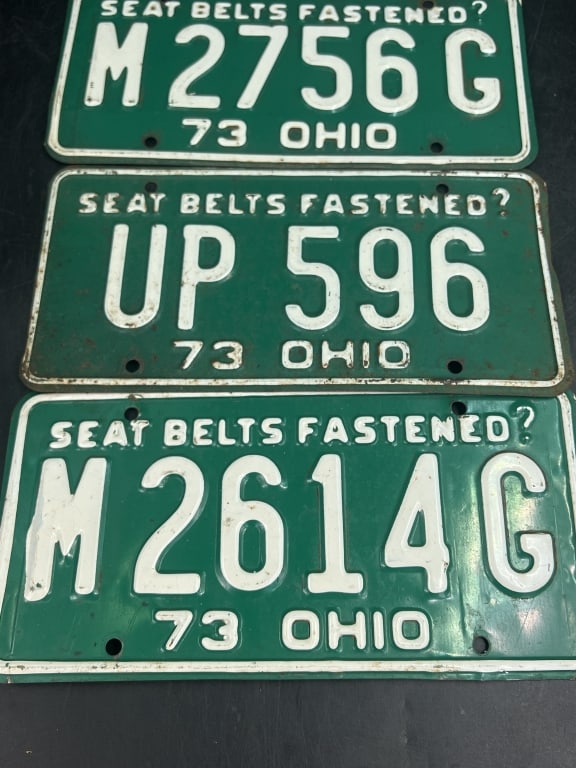 SEAT BELTS FASTENED?
M 2756 G
73 OHIO
SEAT BELTS FASTENED?
UP 596
73 OHIO
SEAT BELTS FASTENED?
M 2614 G
73 OHIO